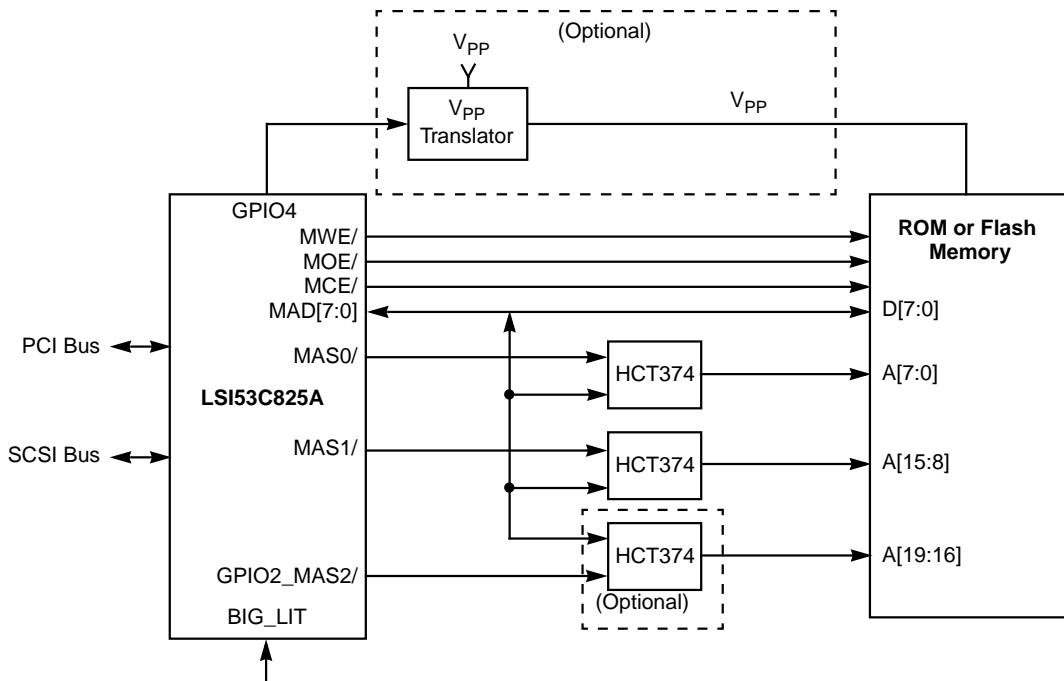 (Optional)
VPP
VPP
Translator
VPP
GPIO4
MWE/
MOE/
MCE/
MAD[7:0]
MAS0/
LSI53C825A
MAS1/
GPIO2_MAS2/
BIG_LIT
PCI Bus
SCSI Bus
HCT374
HCT374
HCT374
(Optional)
ROM or Flash
Memory
D[7:0]
A[7:0]
A[15:8]
A[19:16]